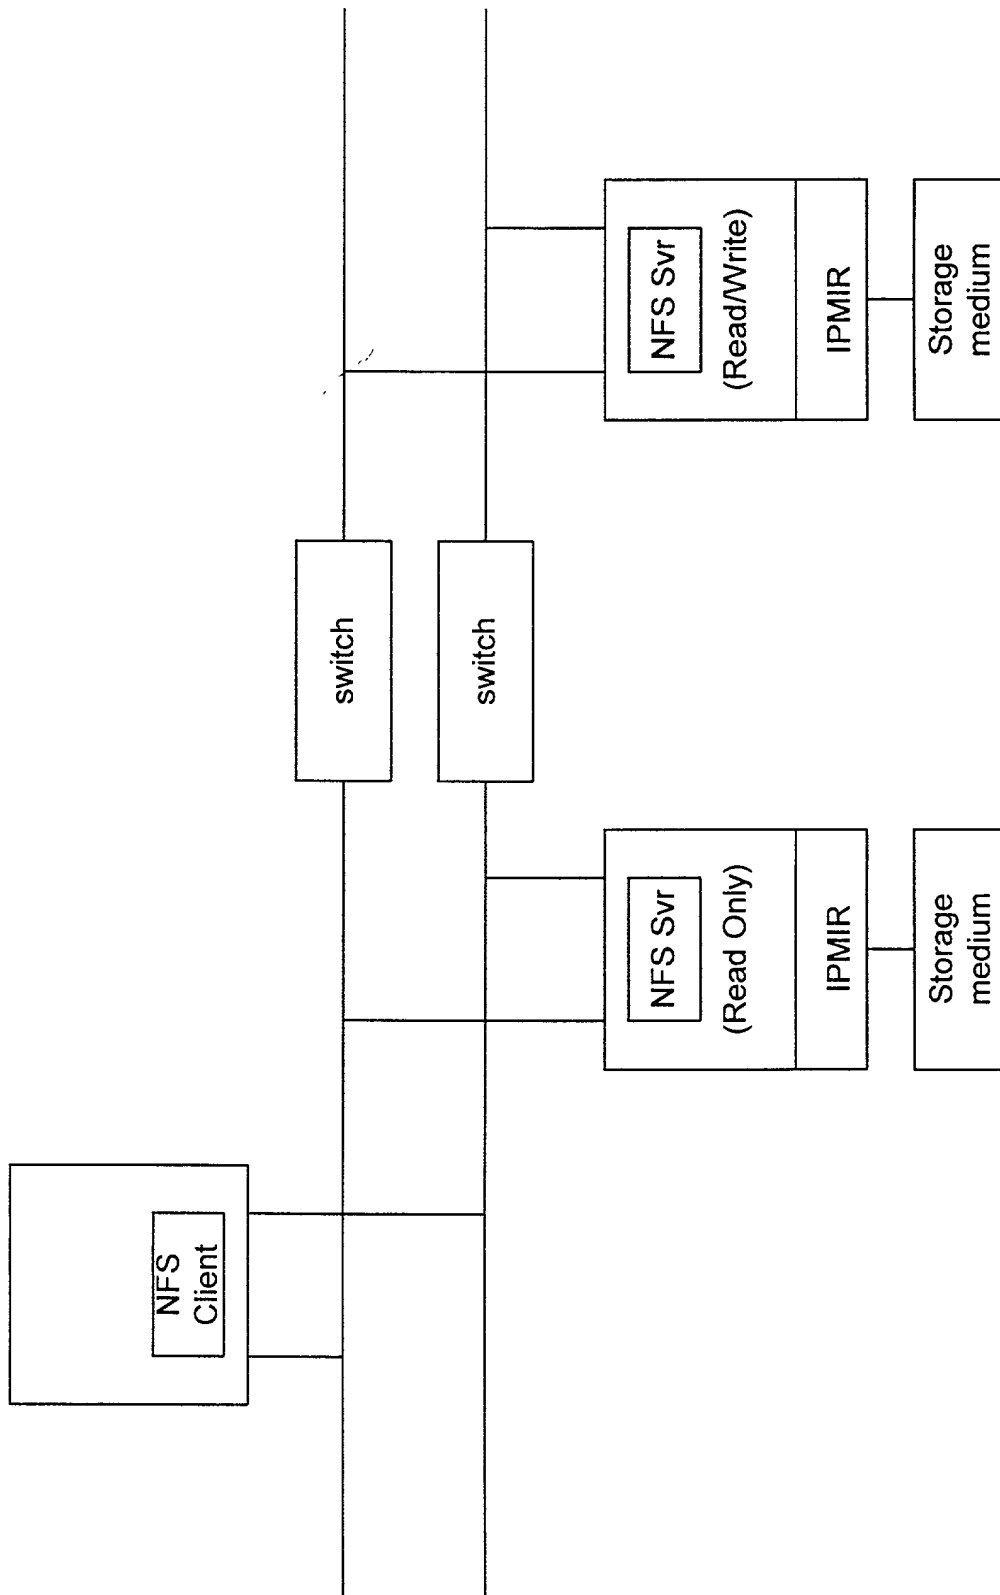 NFS
Client
switch
switch
NFS Svr
(Read Only)
IPMIR
Storage
medium
NFS Svr
(Read/Write)
IPMIR
Storage
medium